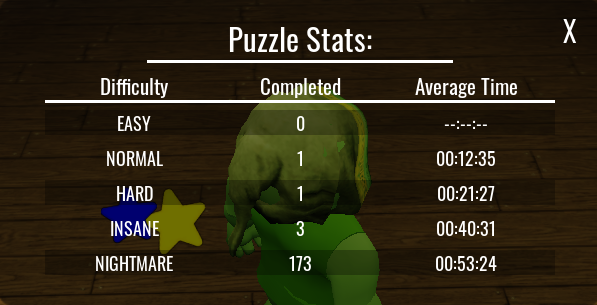 Puzzle Stats:
X
Difficulty Completed Average Time
EASY 0 --:--:--
NORMAL 1 00:12:35
HARD 1 00:21:27
INSANE 3 00:40:31
NIGHTMARE 173 00:53:24